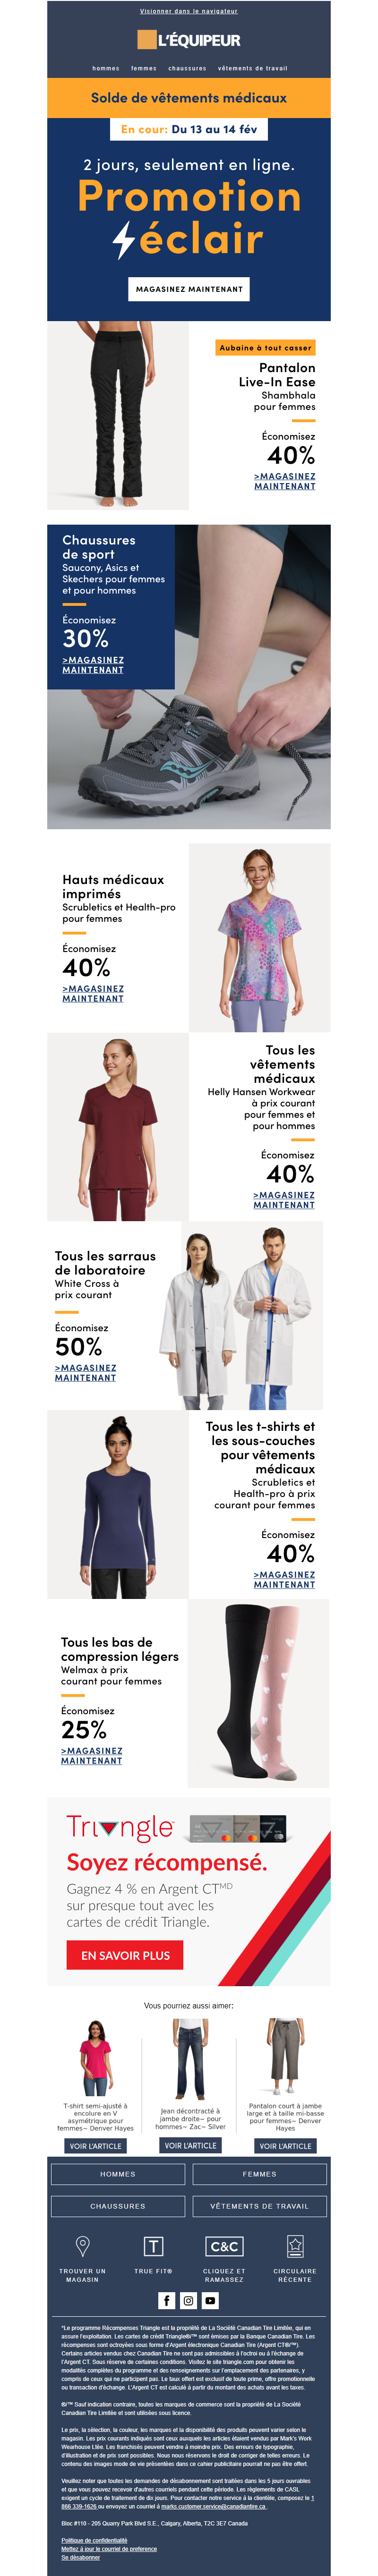 Visionner dans le navigateur
L'ÉQUIPEUR
hommes femmes chaussures vêtements de travail
Solde de vêtements médicaux
En cour: Du 13 au 14 fév
2 jours, seulement en ligne.
Promotion
éclair
MAGASINEZ MAINTENANT
Aubaine à tout casser
Pantalon
Live-In Ease
Shambhala
pour femmes
Économisez
40%
>MAGASINEZ
MAINTENANT
Chaussures
de sport
Saucony, Asics et
Skechers pour femmes
et pour hommes
Économisez
30%
>MAGASINEZ
MAINTENANT
Hauts médicaux
imprimés
Scrubletics et Health-pro
pour femmes
Économisez
40%
>MAGASINEZ
MAINTENANT
Tous les
vêtements
médicaux
Helly Hansen Workwear
à prix courant
pour femmes et
pour hommes
Économisez
40%
>MAGASINEZ
MAINTENANT
Tous les sarraus
de laboratoire
White Cross à
prix courant
Économisez
50%
>MAGASINEZ
MAINTENANT
Tous les t-shirts et
les sous-couches
pour vêtements
médicaux
Scrubletics et
Health-pro à prix
courant pour femmes
Économisez
40%
>MAGASINEZ
MAINTENANT
Tous les bas de
compression légers
Welmax à prix
courant pour femmes
Économisez
25%
>MAGASINEZ
MAINTENANT
Triangle
Soyez récompensé.
Gagnez 4 % en Argent CTMD
sur presque tout avec les
cartes de crédit Triangle.
EN SAVOIR PLUS
Vous pourriez aussi aimer:
T-shirt semi-ajusté à
encolure en V
asymétrique pour
femmes~ Denver Hayes
VOIR L'ARTICLE
Jean décontracté à
jambe droite~ pour
hommes~ Zac~ Silver
VOIR L'ARTICLE
Pantalon court à jambe
large et à taille mi-basse
pour femmes~ Denver
Hayes
VOIR L'ARTICLE
HOMMES
FEMMES
CHAUSSURES
VÊTEMENTS DE TRAVAIL
TROUVER UN
MAGASIN
T
TRUE FIT®
C&C
CLIQUEZ ET
RAMASSEZ
CIRCULAIRE
RÉCENTE
*Le programme Récompenses Triangle est la propriété de La Société Canadian Tire Limitée, qui en
assure l'exploitation. Les cartes de crédit Triangle®/™ sont émises par la Banque Canadian Tire. Les
récompenses sont octroyées sous forme d'Argent électronique Canadian Tire (Argent CT®/™).
Certains articles vendus chez Canadian Tire ne sont pas admissibles à l'octroi ou à l'échange de
l'Argent CT. Sous réserve de certaines conditions. Visitez le site triangle.com pour obtenir les
modalités complètes du programme et des renseignements sur l'emplacement des partenaires, y
compris de ceux qui ne participent pas. Le taux offert est exclusif de toute prime, offre promotionnelle
ou transaction d'échange. L'Argent CT est calculé à partir du montant des achats avant les taxes.
®/™ Sauf indication contraire, toutes les marques de commerce sont la propriété de La Société
Canadian Tire Limitée et sont utilisées sous licence.
Le prix, la sélection, la couleur, les marques et la disponibilité des produits peuvent varier selon le
magasin. Les prix courants indiqués sont ceux auxquels les articles étaient vendus par Mark's Work
Wearhouse Ltée. Les franchisés peuvent vendre à moindre prix. Des erreurs de typographie,
d'illustration et de prix sont possibles. Nous nous réservons le droit de corriger de telles erreurs. Le
contenu des images mode de vie présentées dans ce cahier publicitaire pourrait ne pas être offert.
Veuillez noter que toutes les demandes de désabonnement sont traitées dans les 5 jours ouvrables
et que vous pouvez recevoir d'autres courriels pendant cette période. Les règlements de CASL
exigent un cycle de traitement de dix jours. Pour contacter notre service à la clientèle, composez le 1
866 339-1626 ou envoyez un courriel à marks.customer.service@canadiantire.ca.
Bloc #110 - 205 Quarry Park Blvd S.E., Calgary, Alberta, T2C 3E7 Canada
Politique de confidentialité
Mettez à jour le courriel de preference
Se désabonner